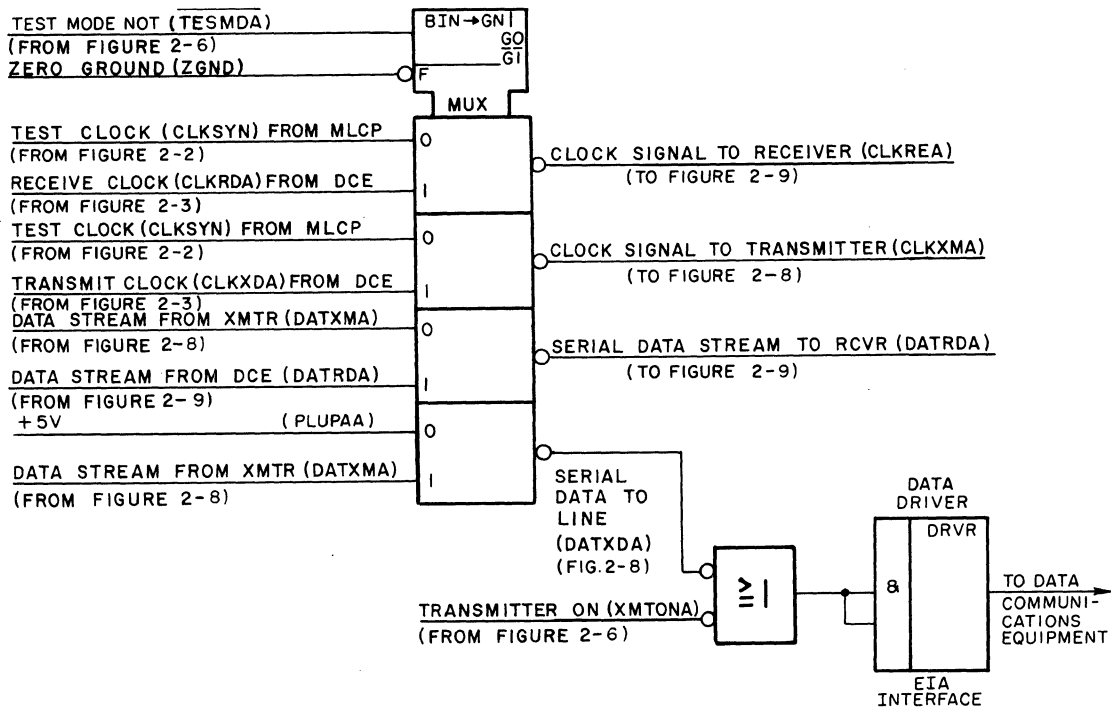 TEST MODE NOT (TESMDA)
(FROM FIGURE 2-6)
ZERO GROUND (ZGND)
BIN→GN
G0
G1
F
MUX
TEST CLOCK (CLKSYN) FROM MLCP
(FROM FIGURE 2-2)
0
RECEIVE CLOCK (CLKRDA) FROM DCE
(FROM FIGURE 2-3)
1
CLOCK SIGNAL TO RECEIVER (CLKREA)
(TO FIGURE 2-9)
TEST CLOCK (CLKSYN) FROM MLCP
(FROM FIGURE 2-2)
0
TRANSMIT CLOCK (CLKXDA) FROM DCE
(FROM FIGURE 2-3)
1
CLOCK SIGNAL TO TRANSMITTER (CLKXMA)
(TO FIGURE 2-8)
DATA STREAM FROM XMTR (DATXMA)
(FROM FIGURE 2-8)
0
DATA STREAM FROM DCE (DATRDA)
(FROM FIGURE 2-9)
1
SERIAL DATA STREAM TO RCVR (DATRDA)
(TO FIGURE 2-9)
+5V (PLUPAA)
0
DATA STREAM FROM XMTR (DATXMA)
(FROM FIGURE 2-8)
1
SERIAL
DATA TO
LINE
(DATXDA)
(FIG. 2-8)
TRANSMITTER ON (XMTONA)
(FROM FIGURE 2-6)
≥1
DATA
DRIVER
DRVR
&
EIA
INTERFACE
TO DATA
COMMUNI-
CATIONS
EQUIPMENT